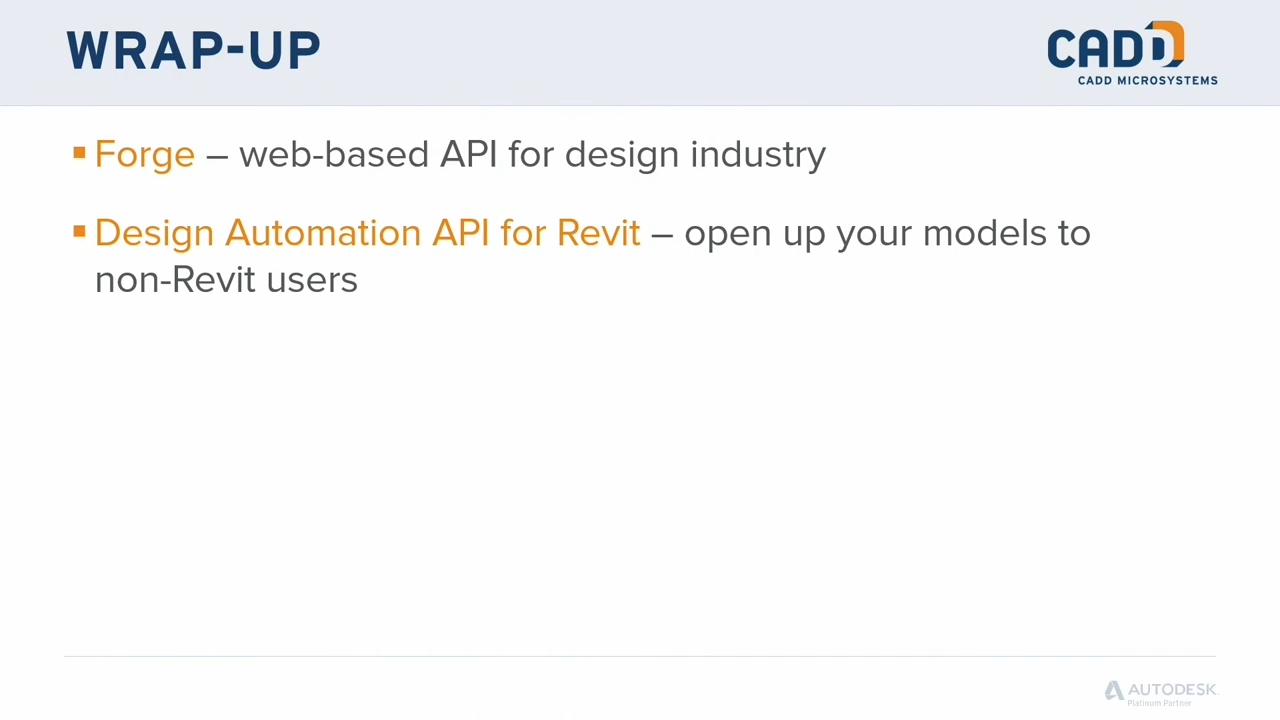 WRAP-UP
CADD
CADD MICROSYSTEMS
Forge – web-based API for design industry
Design Automation API for Revit – open up your models to
non-Revit users
AUTODESK.
Platinum Partner